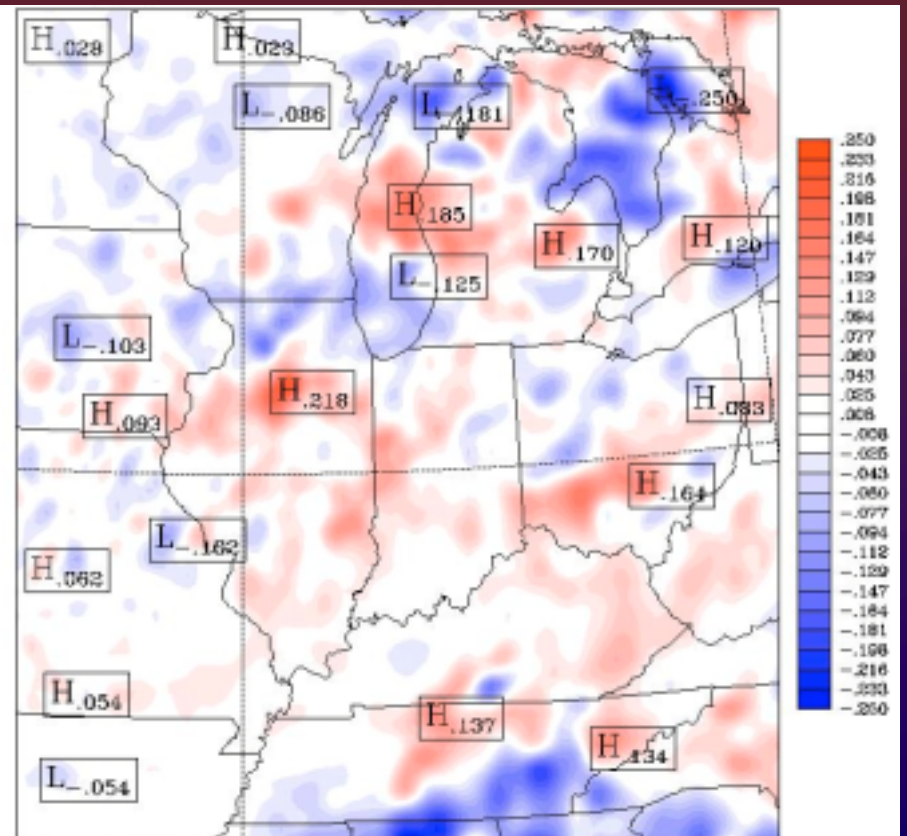 H.028
H.029
L-.086
L-.181
L-.250
H.185
H.170
H.120
L-.125
L-.103
H.218
H.093
H.083
H.164
L-.162
H.062
H.054
H.137
H.134
L-.054
.250
.233
.216
.198
.181
.164
.147
.129
.112
.094
.077
.060
.043
.025
.008
-.008
-.025
-.043
-.060
-.077
-.094
-.112
-.129
-.147
-.164
-.181
-.198
-.216
-.233
-.250